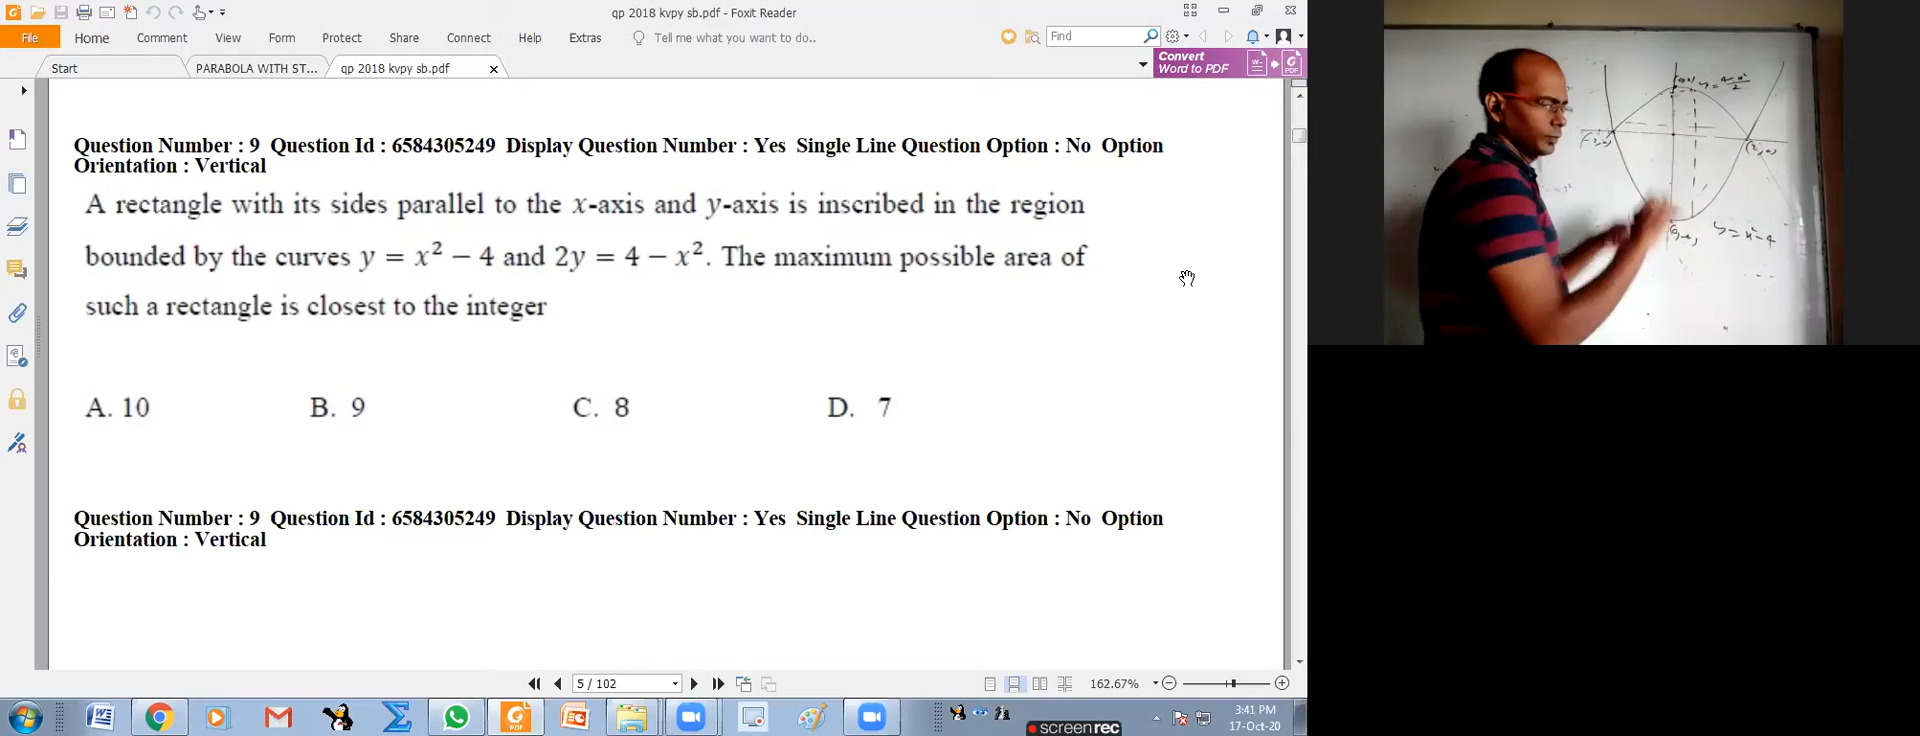 qp 2018 kvpy sb.pdf - Foxit Reader
File Home Comment View Form Protect Share Connect Help Extras Tell me what you want to do.. Find
Start PARABOLA WITH ST... qp 2018 kvpy sb.pdf
Convert
Word to PDF
Question Number : 9 Question Id : 6584305249 Display Question Number : Yes Single Line Question Option : No Option
Orientation : Vertical
A rectangle with its sides parallel to the x-axis and y-axis is inscribed in the region
bounded by the curves y = x² − 4 and 2y = 4 − x². The maximum possible area of
such a rectangle is closest to the integer
A. 10 B. 9 C. 8 D. 7
Question Number : 9 Question Id : 6584305249 Display Question Number : Yes Single Line Question Option : No Option
Orientation : Vertical
(2,0)
y = x² - 4
5 / 102
162.67%
3:41 PM
17-Oct-20
screenrec